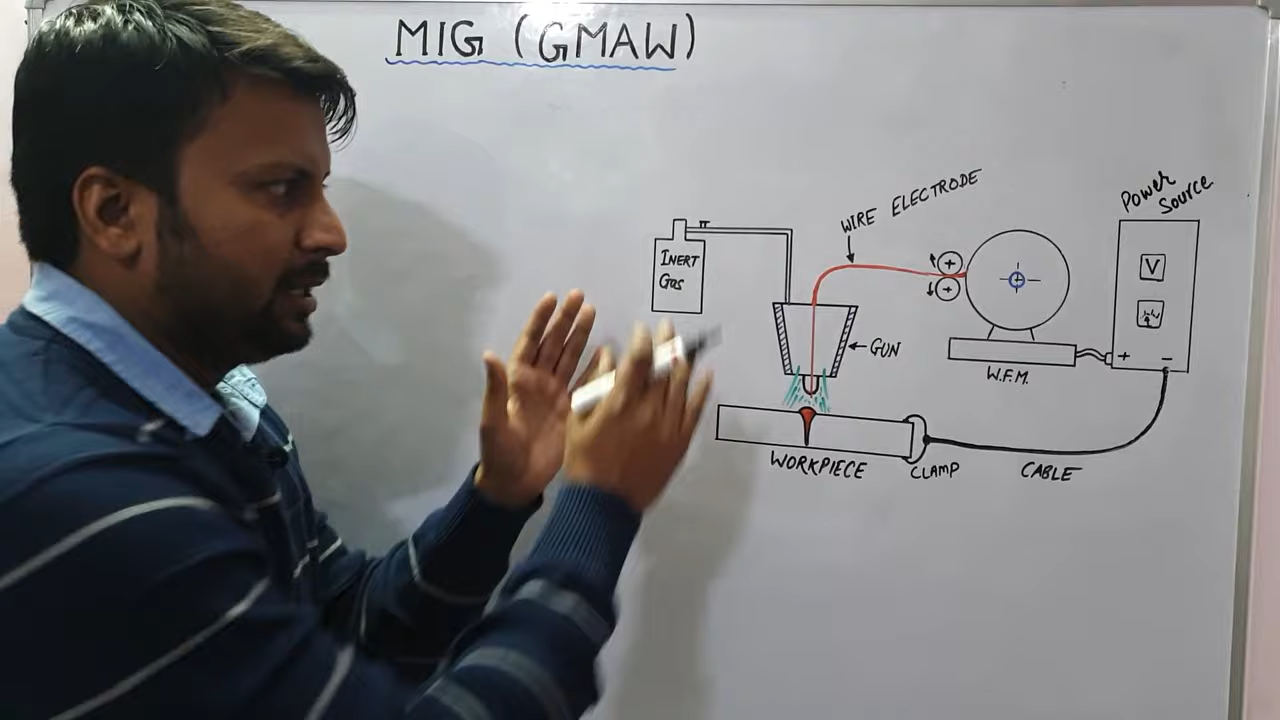 MIG (GMAW)
WIRE ELECTRODE
Power
Source
INERT
Gas
V
GUN
+
+
+ -
W.F.M.
WORKPIECE
CLAMP
CABLE